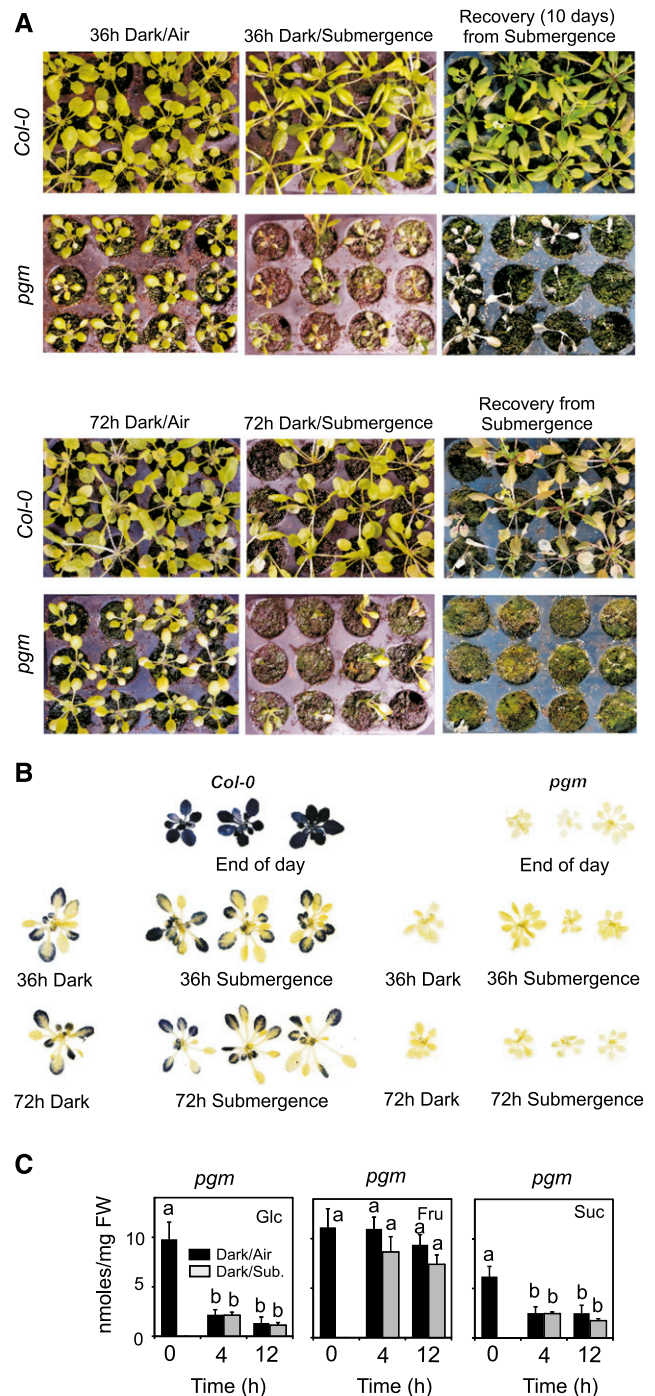 A
36h Dark/Air
36h Dark/Submergence
Recovery (10 days)
from Submergence
Col-0
pgm
72h Dark/Air
72h Dark/Submergence
Recovery from
Submergence
Col-0
pgm
B
Col-0
pgm
End of day
End of day
36h Dark
36h Submergence
36h Dark
36h Submergence
72h Dark
72h Submergence
72h Dark
72h Submergence
C
pgm
pgm
pgm
nmoles/mg FW
10
5
0
Glc
a
Dark/Air
Dark/Sub.
b b
b b
0 4 12
Time (h)
Fru
a
a
a
a
a
0 4 12
Time (h)
Suc
a
b b
b b
0 4 12
Time (h)